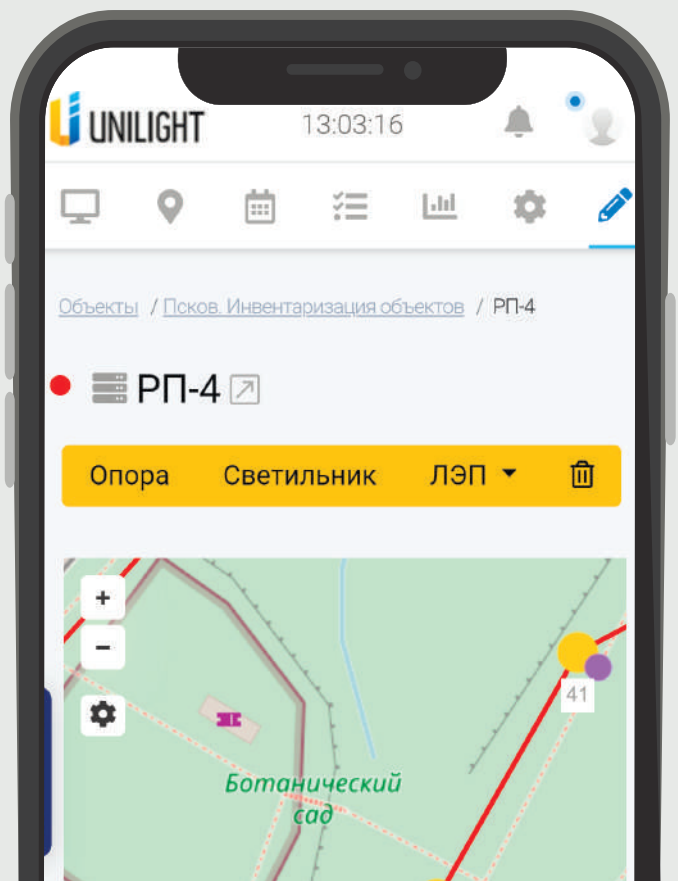 UNILIGHT
13:03:16
Объекты / Псков. Инвентаризация объектов / РП-4
РП-4
Опора Светильник ЛЭП
+
−
41
Ботанический
сад